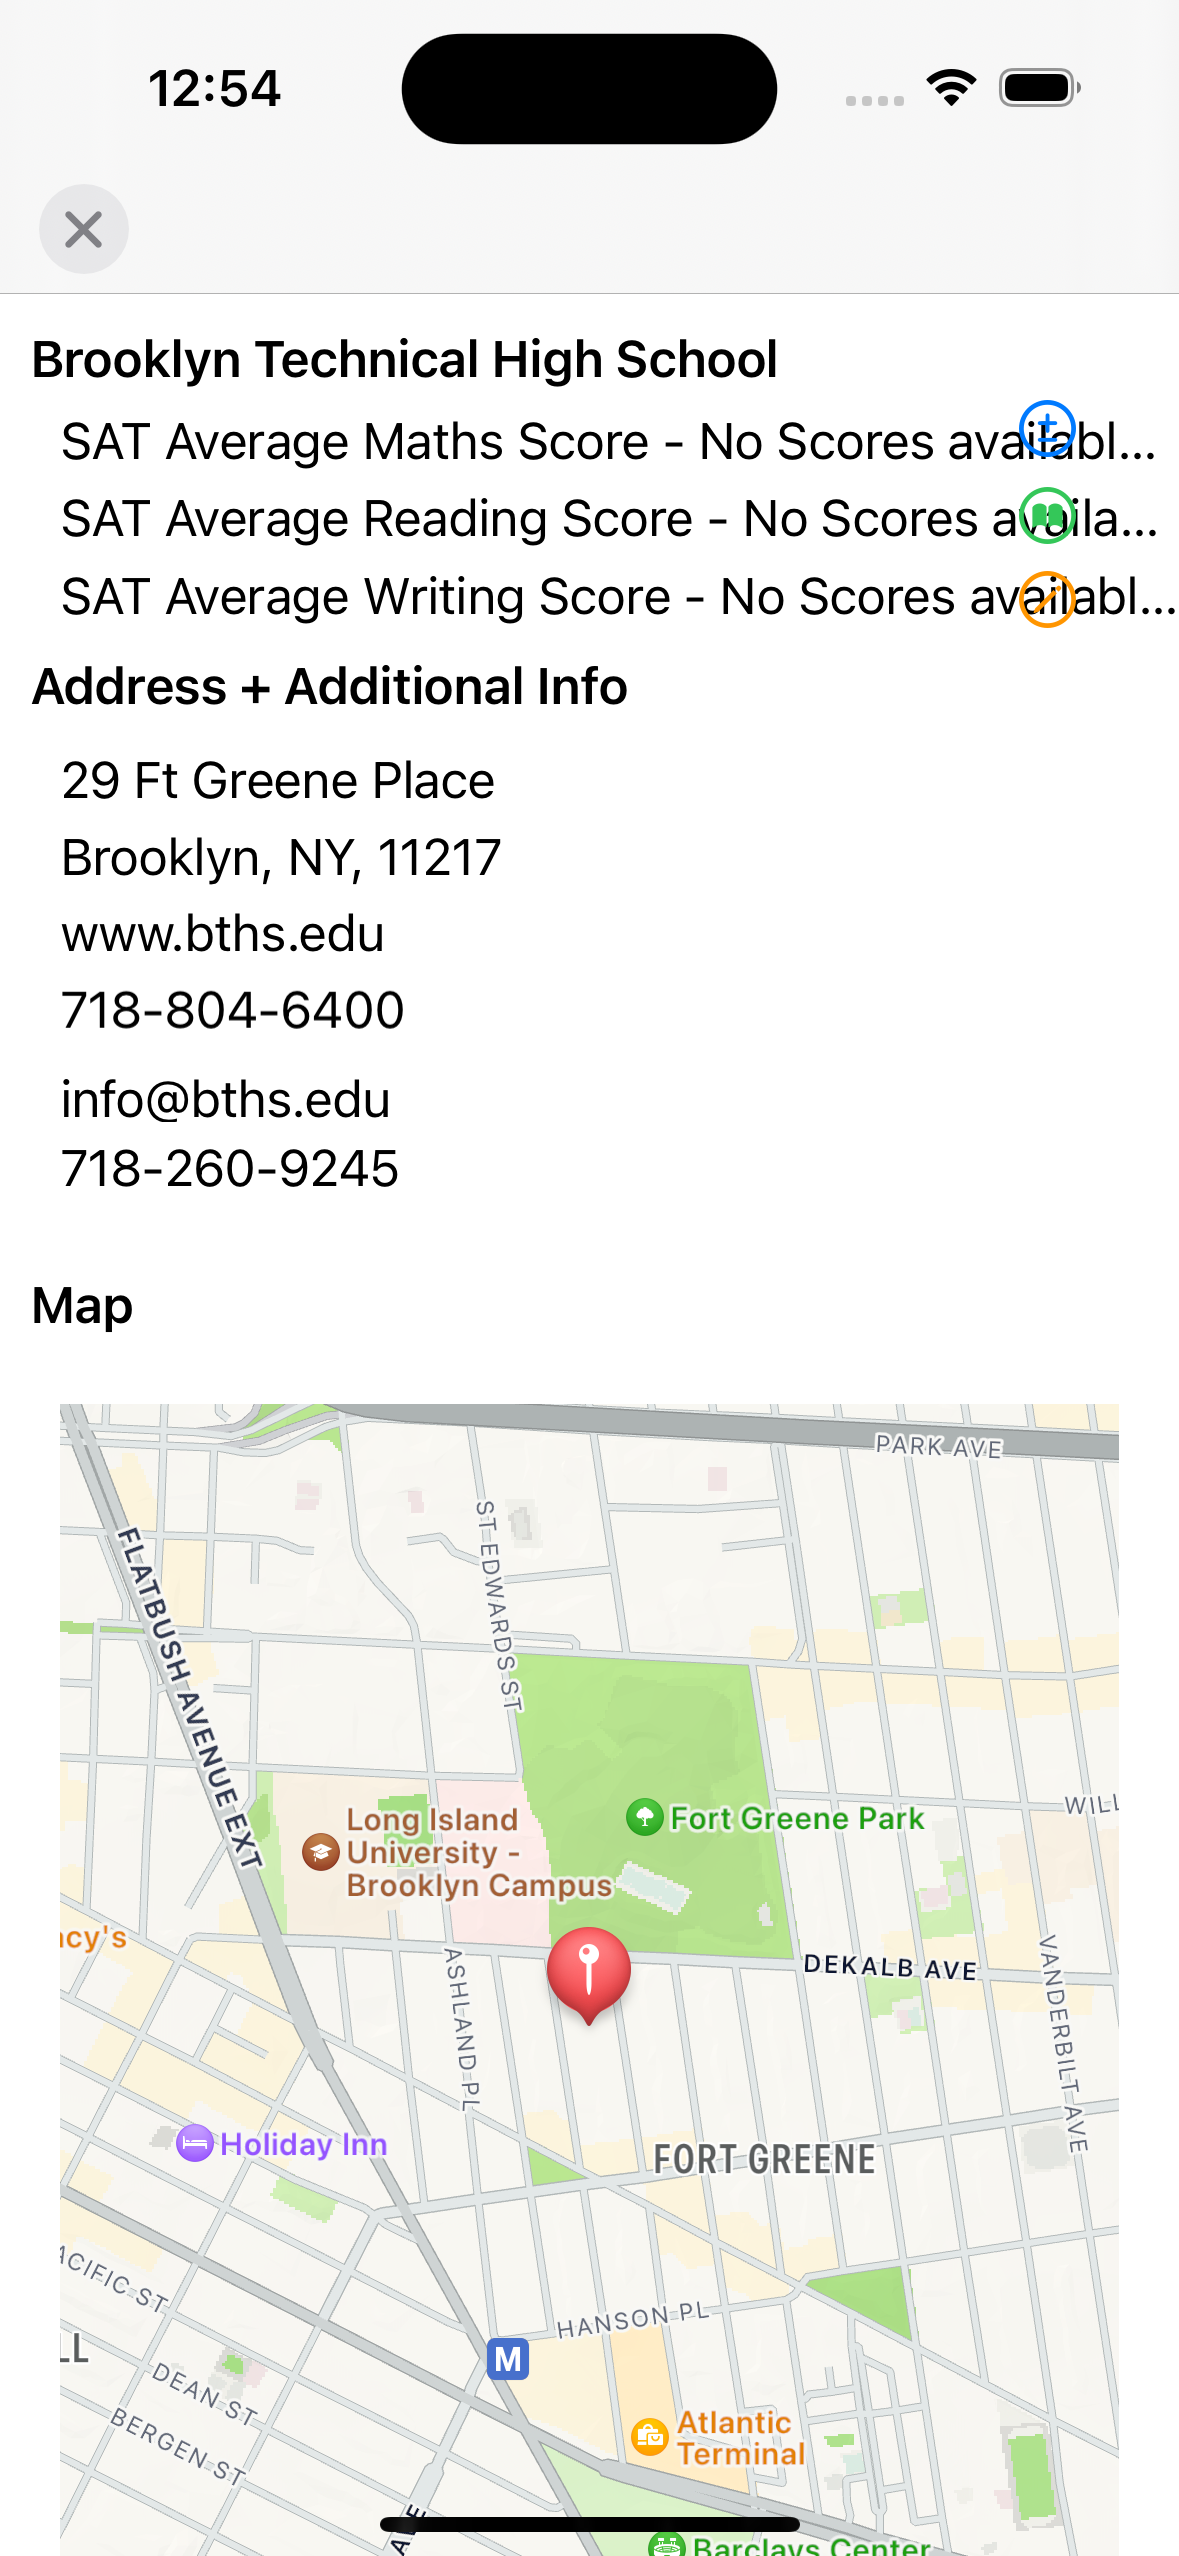 12:54
Brooklyn Technical High School
SAT Average Maths Score - No Scores availabl...
SAT Average Reading Score - No Scores availa...
SAT Average Writing Score - No Scores availabl...
Address + Additional Info
29 Ft Greene Place
Brooklyn, NY, 11217
www.bths.edu
718-804-6400
info@bths.edu
718-260-9245
Map
PARK AVE
FLATBUSH AVENUE EXT
ST EDWARDS ST
Long Island
University -
Brooklyn Campus
Fort Greene Park
WILL
acy's
ASHLAND PL
DEKALB AVE
VANDERBILT AVE
Holiday Inn
FORT GREENE
ACIFIC ST
HANSON PL
LL
M
DEAN ST
BERGEN ST
Atlantic
Terminal
Barclays Center